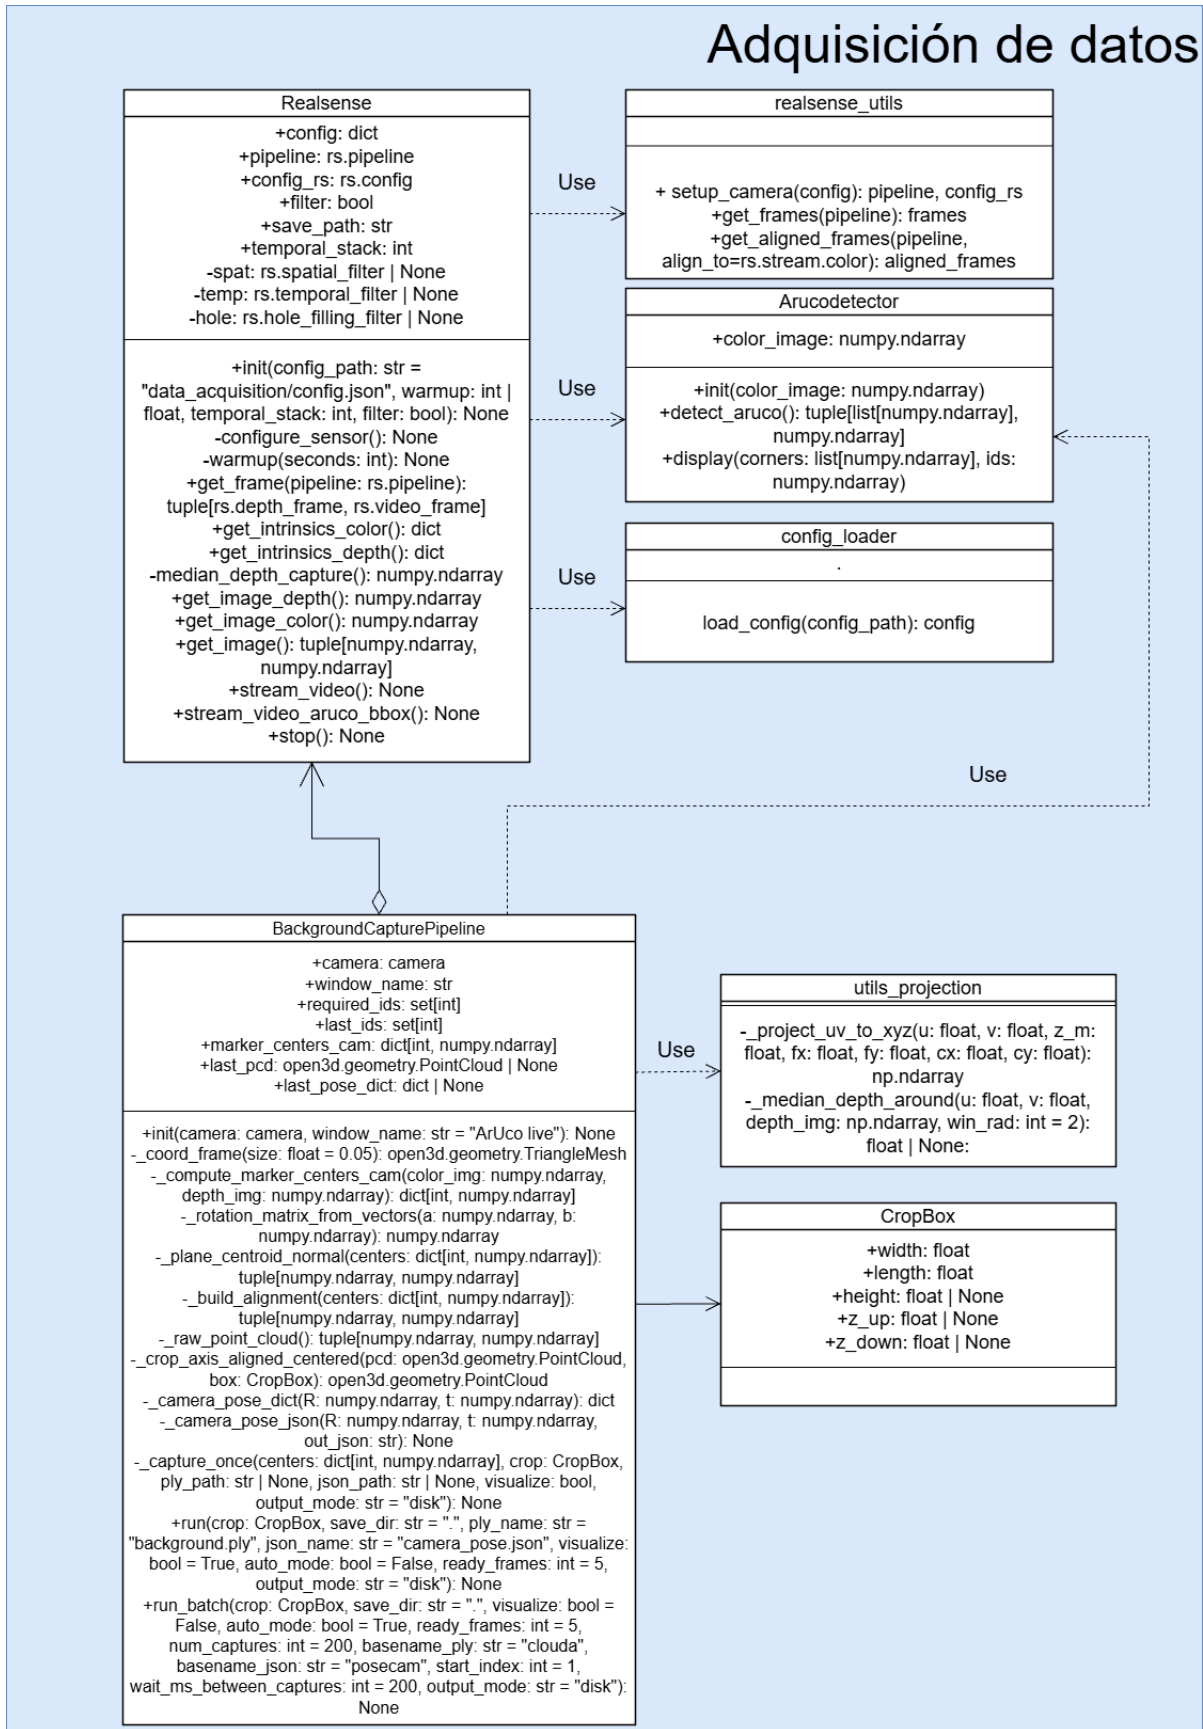 Adquisición de datos
Realsense
+config: dict
+pipeline: rs.pipeline
+config_rs: rs.config
+filter: bool
+save_path: str
+temporal_stack: int
-spat: rs.spatial_filter | None
-temp: rs.temporal_filter | None
-hole: rs.hole_filling_filter | None
+init(config_path: str =
"data_acquisition/config.json", warmup: int |
float, temporal_stack: int, filter: bool): None
-configure_sensor(): None
-warmup(seconds: int): None
+get_frame(pipeline: rs.pipeline):
tuple[rs.depth_frame, rs.video_frame]
+get_intrinsics_color(): dict
+get_intrinsics_depth(): dict
-median_depth_capture(): numpy.ndarray
+get_image_depth(): numpy.ndarray
+get_image_color(): numpy.ndarray
+get_image(): tuple[numpy.ndarray,
numpy.ndarray]
+stream_video(): None
+stream_video_aruco_bbox(): None
+stop(): None
Use
realsense_utils
+ setup_camera(config): pipeline, config_rs
+get_frames(pipeline): frames
+get_aligned_frames(pipeline,
align_to=rs.stream.color): aligned_frames
Use
Arucodetector
+color_image: numpy.ndarray
+init(color_image: numpy.ndarray)
+detect_aruco(): tuple[list[numpy.ndarray],
numpy.ndarray]
+display(corners: list[numpy.ndarray], ids:
numpy.ndarray)
Use
config_loader
.
load_config(config_path): config
Use
BackgroundCapturePipeline
+camera: camera
+window_name: str
+required_ids: set[int]
+last_ids: set[int]
+marker_centers_cam: dict[int, numpy.ndarray]
+last_pcd: open3d.geometry.PointCloud | None
+last_pose_dict: dict | None
+init(camera: camera, window_name: str = "ArUco live"): None
-_coord_frame(size: float = 0.05): open3d.geometry.TriangleMesh
-_compute_marker_centers_cam(color_img: numpy.ndarray,
depth_img: numpy.ndarray): dict[int, numpy.ndarray]
-_rotation_matrix_from_vectors(a: numpy.ndarray, b:
numpy.ndarray): numpy.ndarray
-_plane_centroid_normal(centers: dict[int, numpy.ndarray]):
tuple[numpy.ndarray, numpy.ndarray]
-_build_alignment(centers: dict[int, numpy.ndarray]):
tuple[numpy.ndarray, numpy.ndarray]
-_raw_point_cloud(): tuple[numpy.ndarray, numpy.ndarray]
-_crop_axis_aligned_centered(pcd: open3d.geometry.PointCloud,
box: CropBox): open3d.geometry.PointCloud
-_camera_pose_dict(R: numpy.ndarray, t: numpy.ndarray): dict
-_camera_pose_json(R: numpy.ndarray, t: numpy.ndarray,
out_json: str): None
-_capture_once(centers: dict[int, numpy.ndarray], crop: CropBox,
ply_path: str | None, json_path: str | None, visualize: bool,
output_mode: str = "disk"): None
+run(crop: CropBox, save_dir: str = ".", ply_name: str =
"background.ply", json_name: str = "camera_pose.json", visualize:
bool = True, auto_mode: bool = False, ready_frames: int = 5,
output_mode: str = "disk"): None
+run_batch(crop: CropBox, save_dir: str = ".", visualize: bool =
False, auto_mode: bool = True, ready_frames: int = 5,
num_captures: int = 200, basename_ply: str = "clouda",
basename_json: str = "posecam", start_index: int = 1,
wait_ms_between_captures: int = 200, output_mode: str = "disk"):
None
Use
utils_projection
-_project_uv_to_xyz(u: float, v: float, z_m:
float, fx: float, fy: float, cx: float, cy: float):
np.ndarray
-_median_depth_around(u: float, v: float,
depth_img: np.ndarray, win_rad: int = 2):
float | None:
CropBox
+width: float
+length: float
+height: float | None
+z_up: float | None
+z_down: float | None